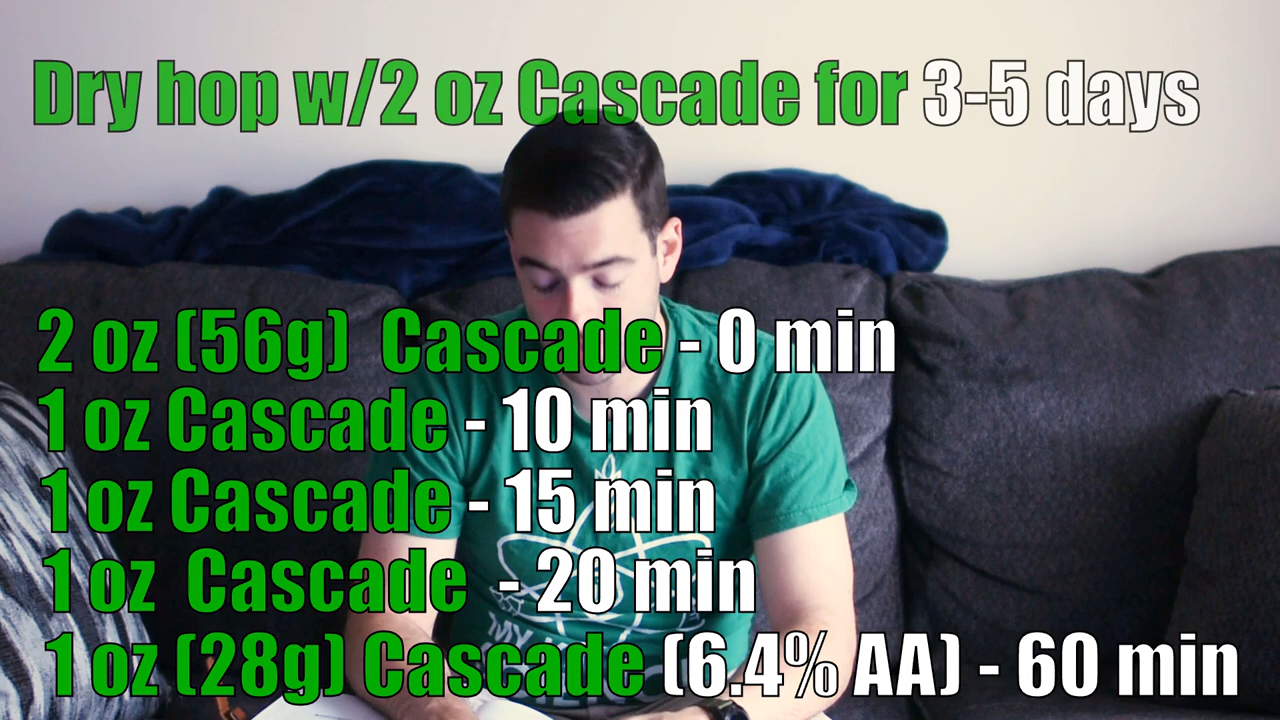 Dry hop w/2 oz Cascade for 3-5 days
2 oz (56g) Cascade - 0 min
1 oz Cascade - 10 min
1 oz Cascade - 15 min
1 oz Cascade - 20 min
1 oz (28g) Cascade (6.4% AA) - 60 min
MY